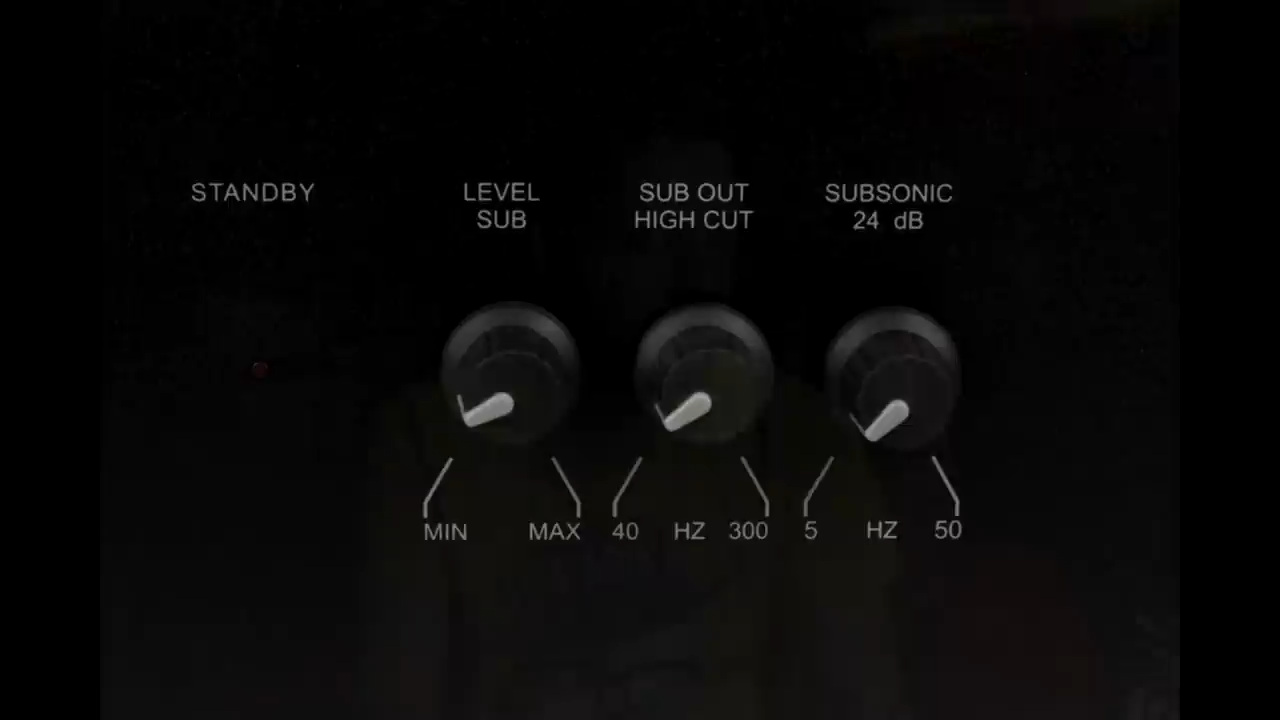 STANDBY
LEVEL
SUB
SUB OUT
HIGH CUT
SUBSONIC
24 dB
MIN MAX
40 HZ 300
5 HZ 50